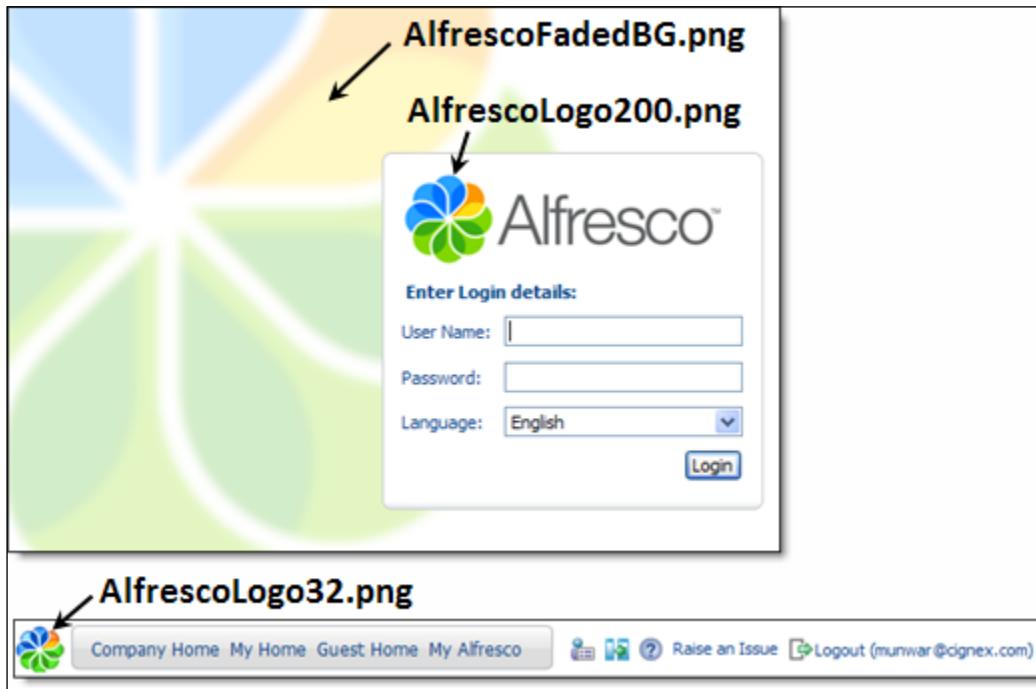 AlfrescoFadedBG.png
AlfrescoLogo200.png
Alfresco™
Enter Login details:
User Name:
Password:
Language: English
Login
AlfrescoLogo32.png
Company Home My Home Guest Home My Alfresco Raise an Issue Logout (munwar@cignex.com)